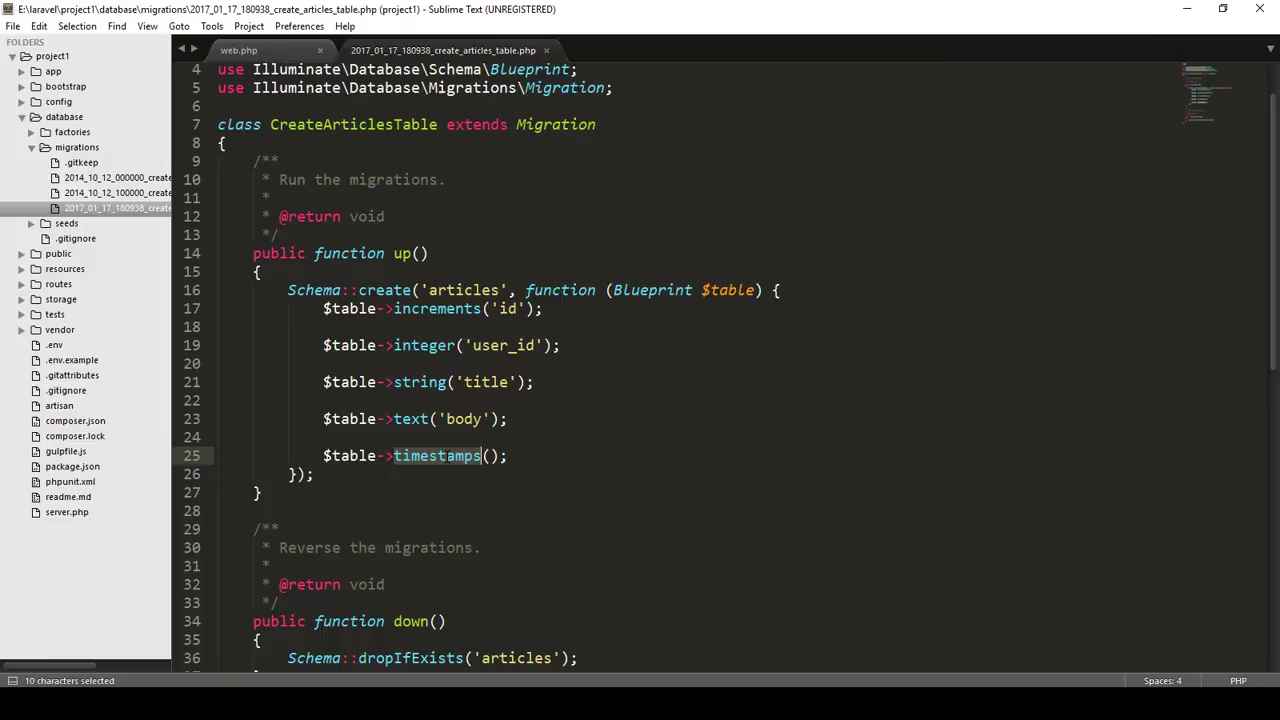 E:\laravel\project1\database\migrations\2017_01_17_180938_create_articles_table.php (project1) - Sublime Text (UNREGISTERED)
File Edit Selection Find View Goto Tools Project Preferences Help
FOLDERS
project1
app
bootstrap
config
database
factories
migrations
.gitkeep
2014_10_12_000000_create
2014_10_12_100000_create
2017_01_17_180938_create
seeds
.gitignore
public
resources
routes
storage
tests
vendor
.env
.env.example
.gitattributes
.gitignore
artisan
composer.json
composer.lock
gulpfile.js
package.json
phpunit.xml
readme.md
server.php
web.php 2017_01_17_180938_create_articles_table.php
4 use Illuminate\Database\Schema\Blueprint;
5 use Illuminate\Database\Migrations\Migration;
6
7 class CreateArticlesTable extends Migration
8 {
9 /**
10 * Run the migrations.
11 *
12 * @return void
13 */
14 public function up()
15 {
16 Schema::create('articles', function (Blueprint $table) {
17 $table->increments('id');
18
19 $table->integer('user_id');
20
21 $table->string('title');
22
23 $table->text('body');
24
25 $table->timestamps();
26 });
27 }
28
29 /**
30 * Reverse the migrations.
31 *
32 * @return void
33 */
34 public function down()
35 {
36 Schema::dropIfExists('articles');
10 characters selected Spaces: 4 PHP